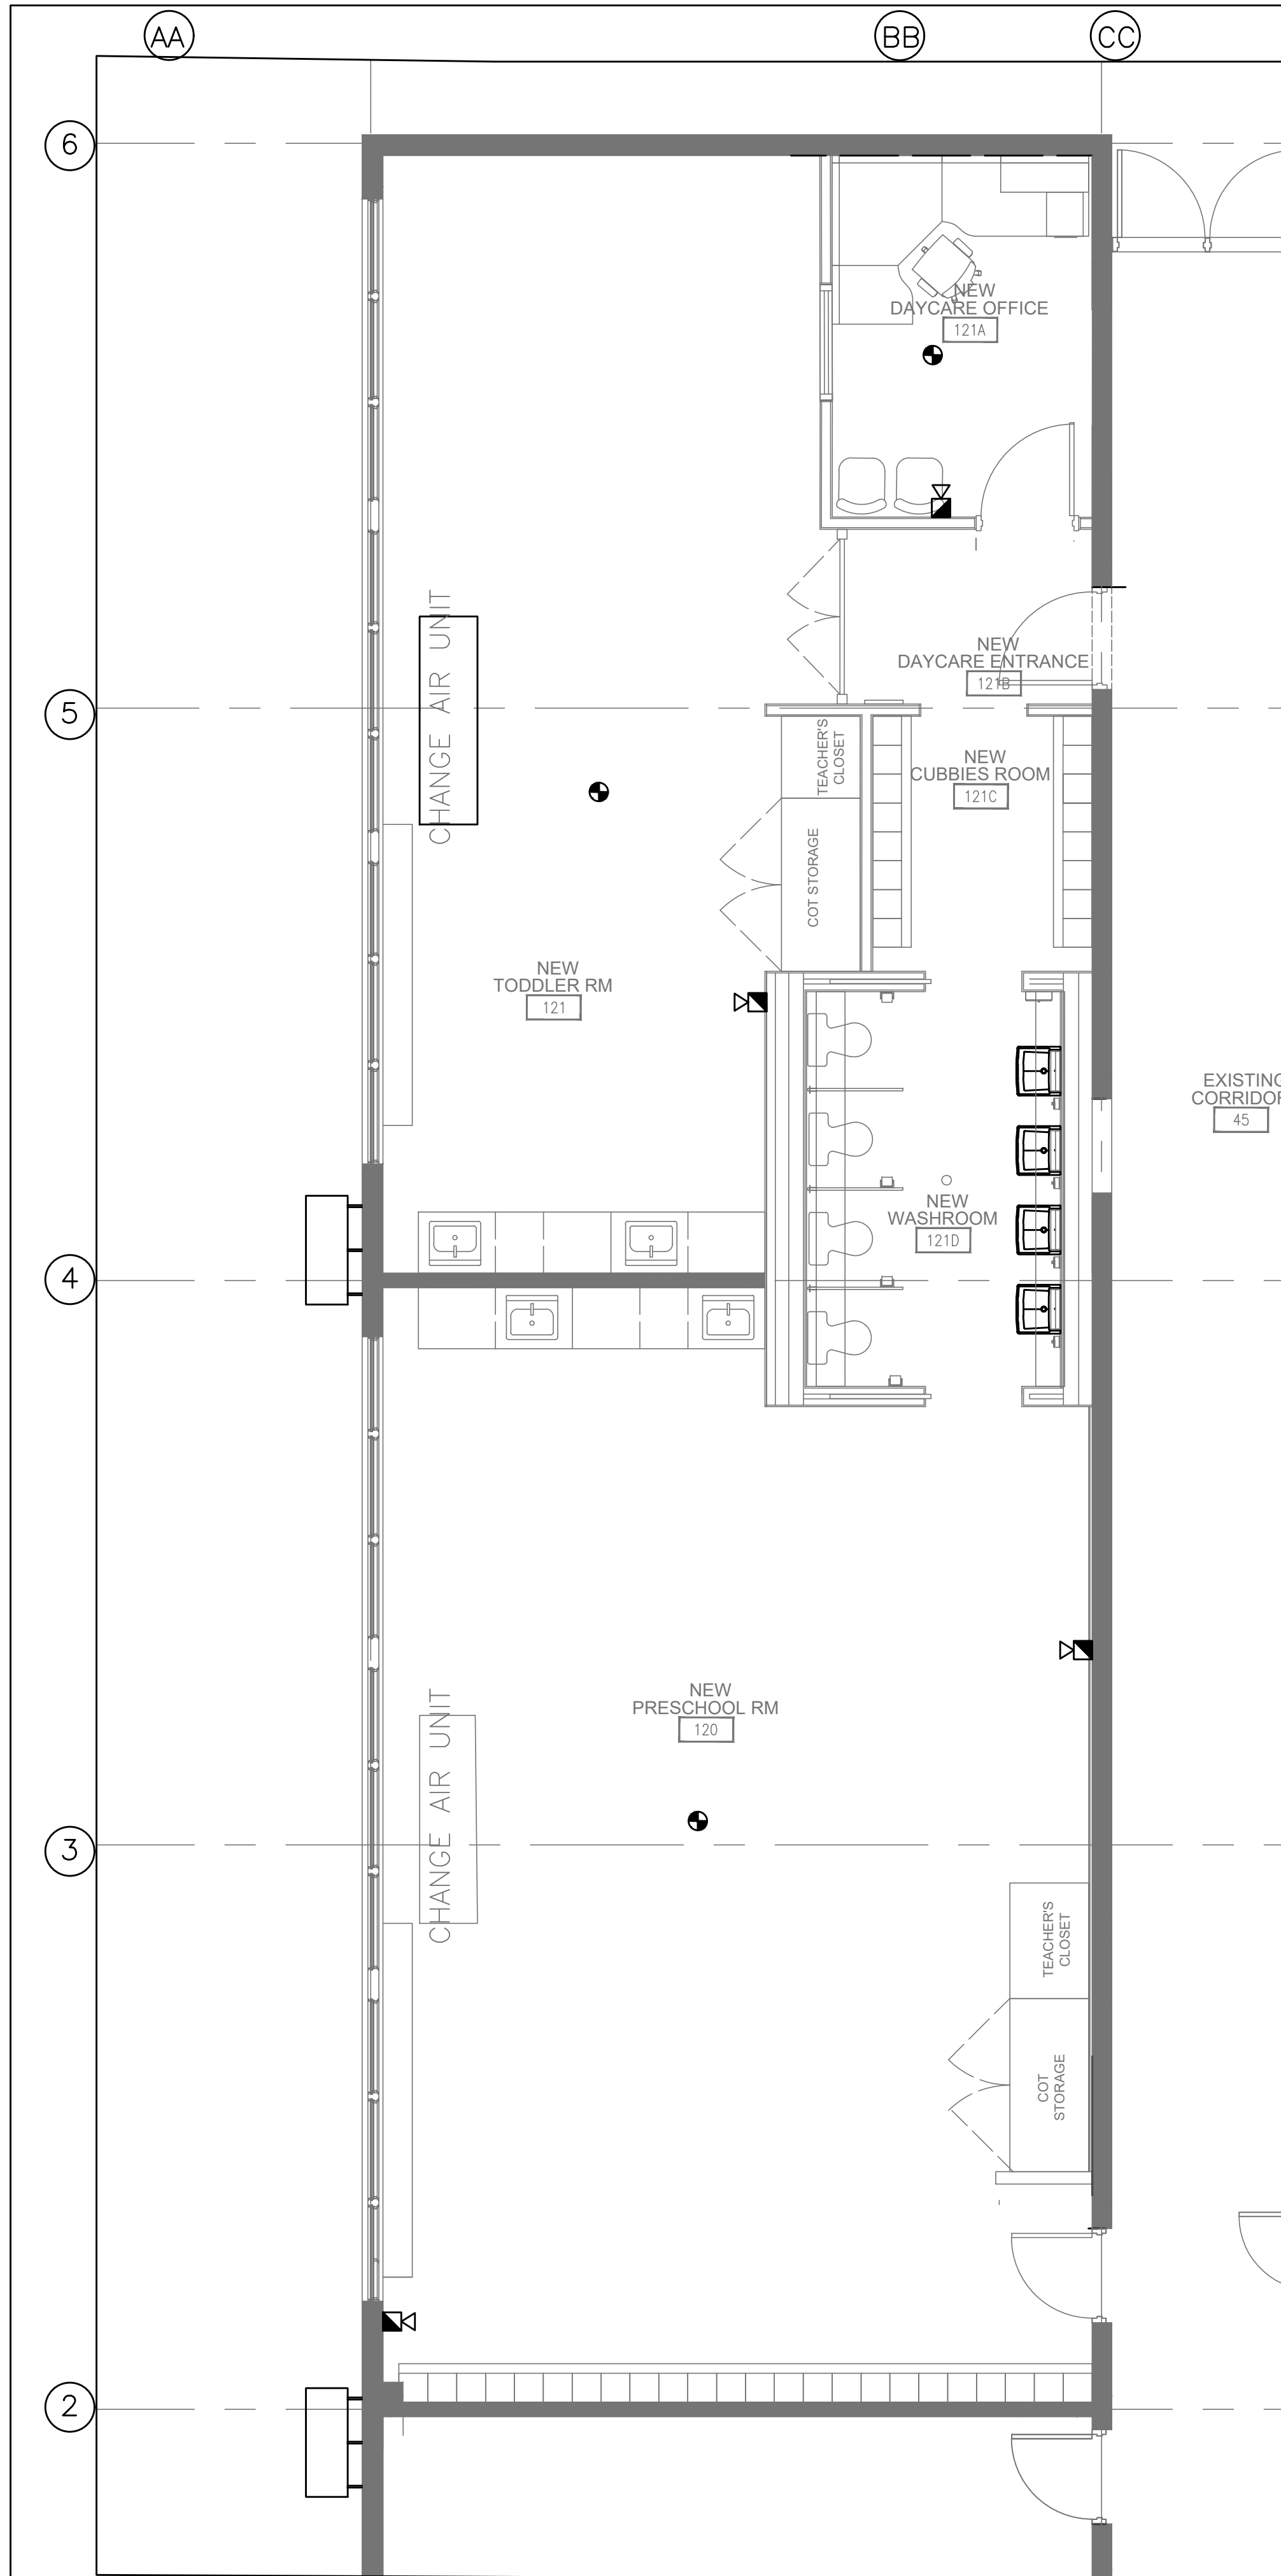 AA
BB
CC
6
NEW
DAYCARE OFFICE
121A
CHANGE AIR UNIT
NEW
DAYCARE ENTRANCE
121B
5
TEACHER'S
CLOSET
NEW
CUBBIES ROOM
121C
COT STORAGE
NEW
TODDLER RM
121
EXISTING
CORRIDOR
45
NEW
WASHROOM
121D
4
NEW
PRESCHOOL RM
120
CHANGE AIR UNIT
3
TEACHER'S
CLOSET
COT
STORAGE
2